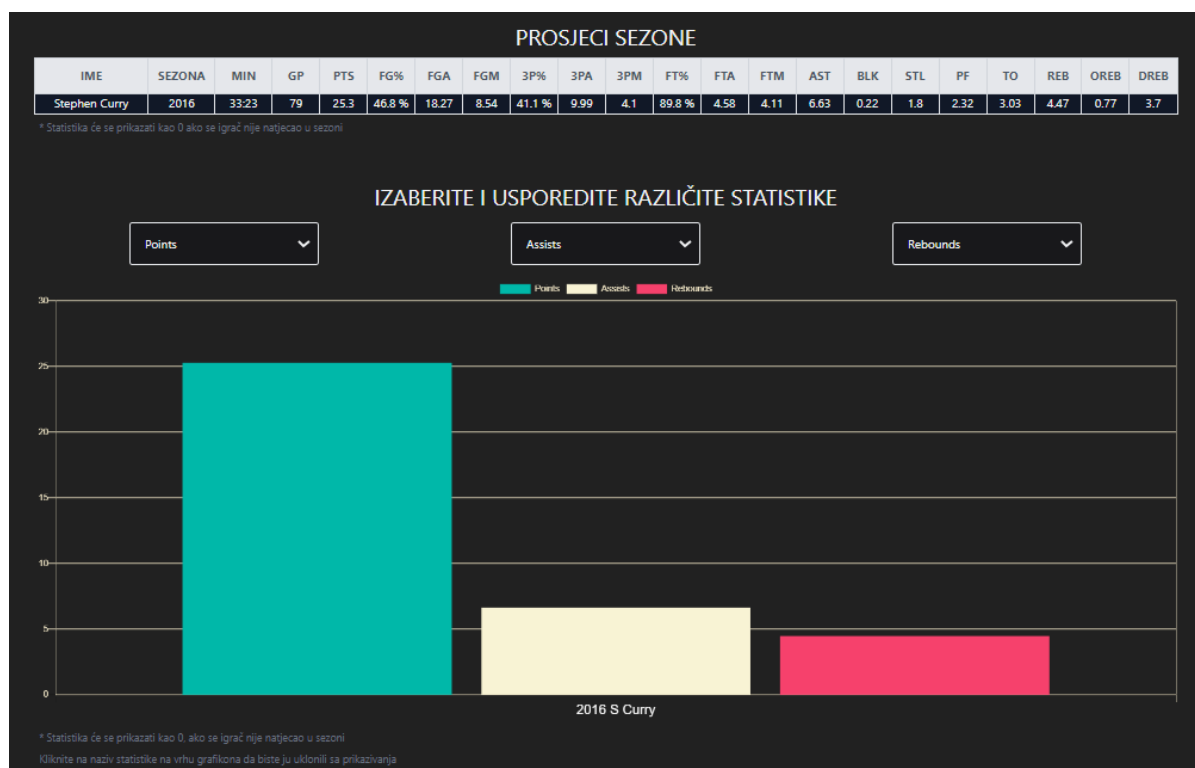 PROSJECI SEZONE
IME SEZONA MIN GP PTS FG% FGA FGM 3P% 3PA 3PM FT% FTA FTM AST BLK STL PF TO REB OREB DREB
Stephen Curry 2016 33:23 79 25.3 46.8 % 18.27 8.54 41.1 % 9.99 4.1 89.8 % 4.58 4.11 6.63 0.22 1.8 2.32 3.03 4.47 0.77 3.7
* Statistika će se prikazati kao 0 ako se igrač nije natjecao u sezoni
IZABERITE I USPOREDITE RAZLIČITE STATISTIKE
Points Assists Rebounds
Points Assists Rebounds
30
25
20
15
10
5
0
2016 S Curry
* Statistika će se prikazati kao 0, ako se igrač nije natjecao u sezoni
Kliknite na naziv statistike na vrhu grafikona da biste ju uklonili sa prikazivanja